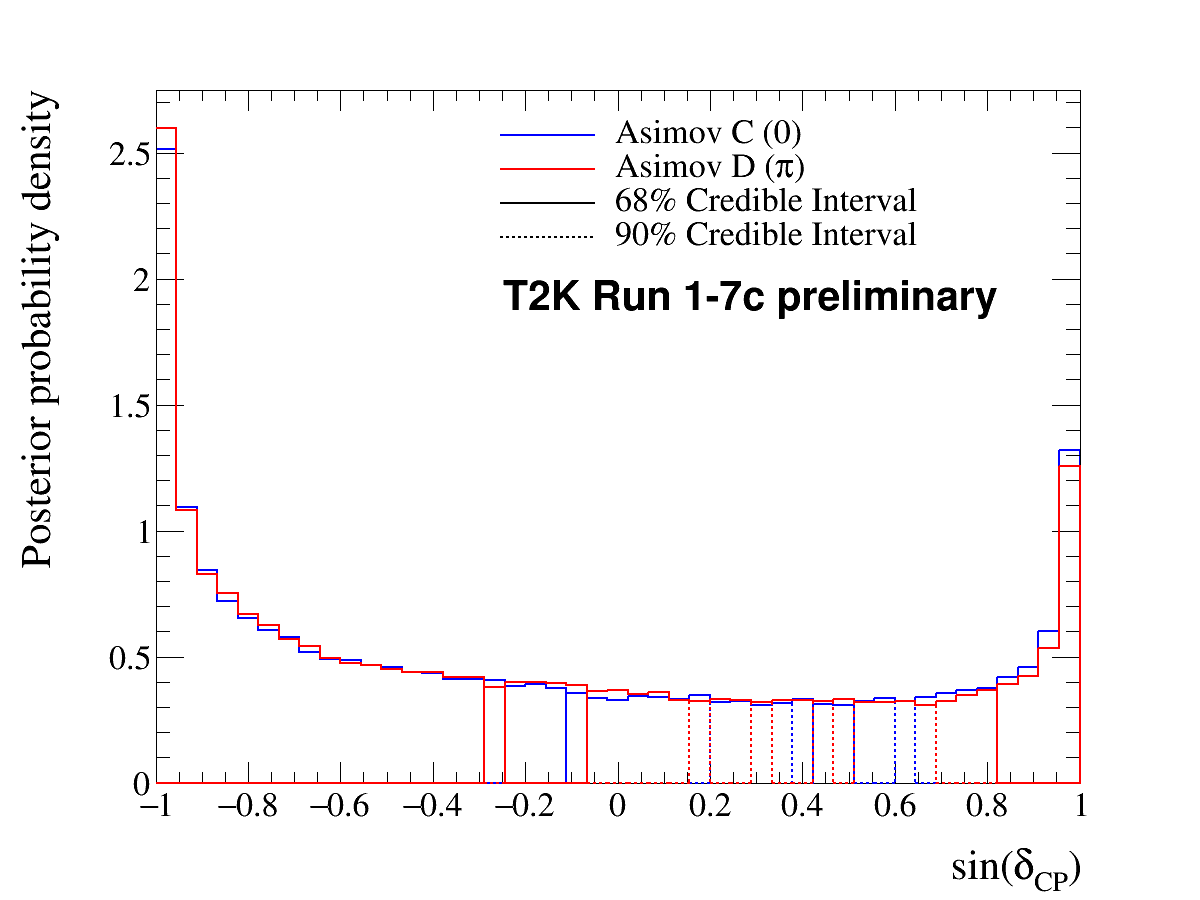 Posterior probability density
2.5
2
1.5
1
0.5
0
Asimov C (0)
Asimov D (π)
68% Credible Interval
90% Credible Interval
T2K Run 1-7c preliminary
−1 −0.8 −0.6 −0.4 −0.2 0 0.2 0.4 0.6 0.8 1
sin(δCP)